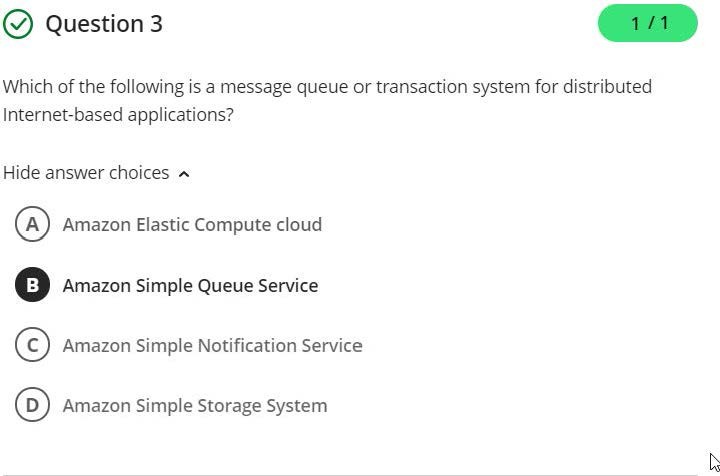 Question 3
1 / 1
Which of the following is a message queue or transaction system for distributed
Internet-based applications?
Hide answer choices
A Amazon Elastic Compute cloud
B Amazon Simple Queue Service
C Amazon Simple Notification Service
D Amazon Simple Storage System